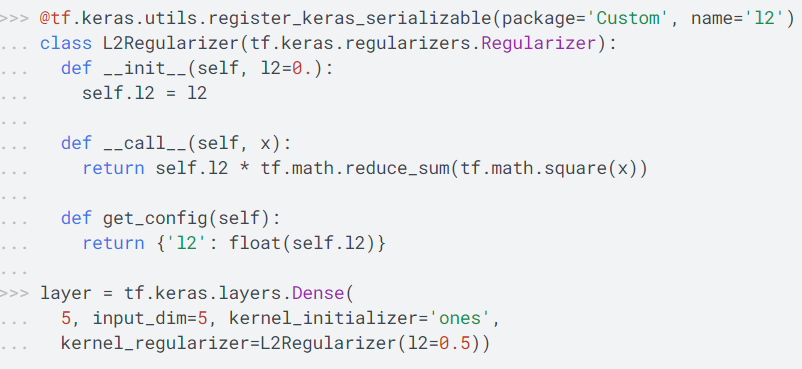 >>> @tf.keras.utils.register_keras_serializable(package='Custom', name='l2')
... class L2Regularizer(tf.keras.regularizers.Regularizer):
...   def __init__(self, l2=0.):
...     self.l2 = l2
...
...   def __call__(self, x):
...     return self.l2 * tf.math.reduce_sum(tf.math.square(x))
...
...   def get_config(self):
...     return {'l2': float(self.l2)}
...
>>> layer = tf.keras.layers.Dense(
...   5, input_dim=5, kernel_initializer='ones',
...   kernel_regularizer=L2Regularizer(l2=0.5))